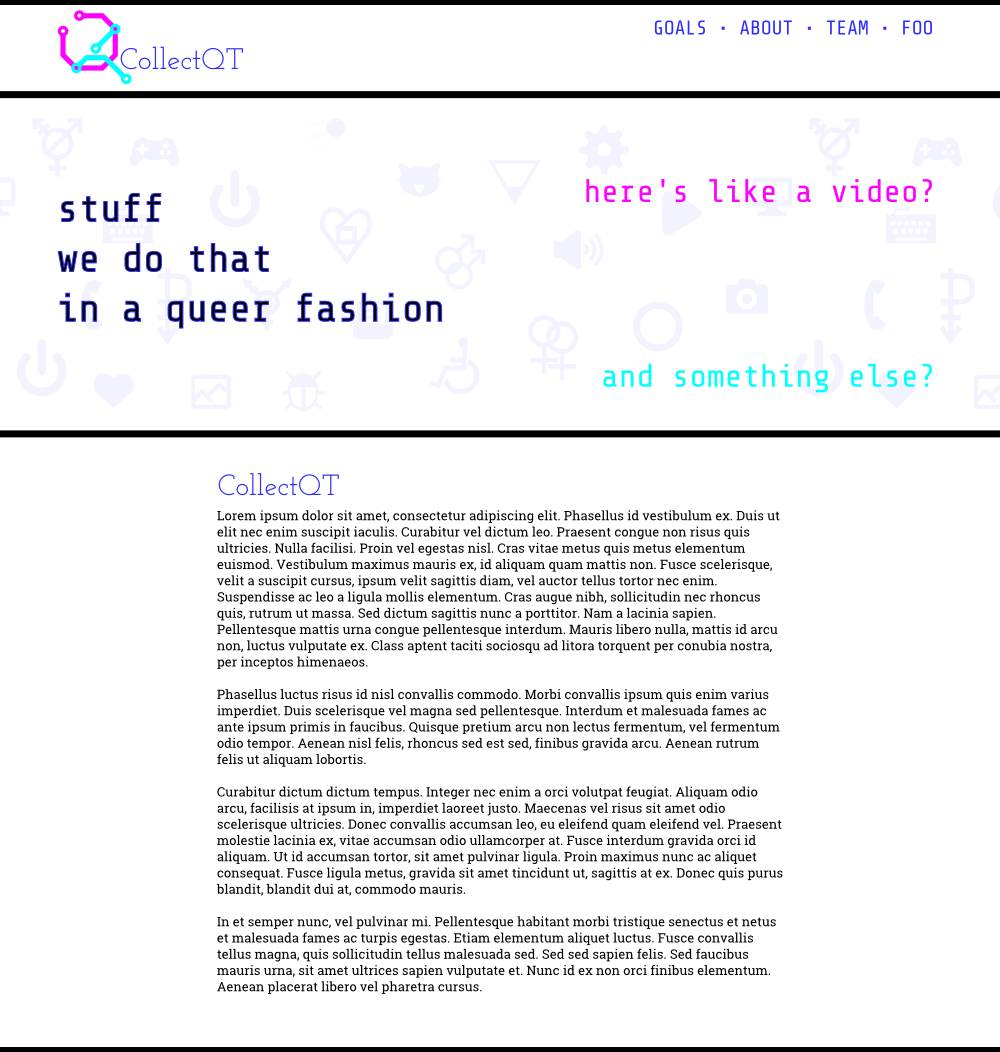 CollectQT
GOALS · ABOUT · TEAM · FOO
stuff
we do that
in a queer fashion
here's like a video?
and something else?
CollectQT
Lorem ipsum dolor sit amet, consectetur adipiscing elit. Phasellus id vestibulum ex. Duis ut
elit nec enim suscipit iaculis. Curabitur vel dictum leo. Praesent congue non risus quis
ultricies. Nulla facilisi. Proin vel egestas nisl. Cras vitae metus quis metus elementum
euismod. Vestibulum maximus mauris ex, id aliquam quam mattis non. Fusce scelerisque,
velit a suscipit cursus, ipsum velit sagittis diam, vel auctor tellus tortor nec enim.
Suspendisse ac leo a ligula mollis elementum. Cras augue nibh, sollicitudin nec rhoncus
quis, rutrum ut massa. Sed dictum sagittis nunc a porttitor. Nam a lacinia sapien.
Pellentesque mattis urna congue pellentesque interdum. Mauris libero nulla, mattis id arcu
non, luctus vulputate ex. Class aptent taciti sociosqu ad litora torquent per conubia nostra,
per inceptos himenaeos.
Phasellus luctus risus id nisl convallis commodo. Morbi convallis ipsum quis enim varius
imperdiet. Duis scelerisque vel magna sed pellentesque. Interdum et malesuada fames ac
ante ipsum primis in faucibus. Quisque pretium arcu non lectus fermentum, vel fermentum
odio tempor. Aenean nisl felis, rhoncus sed est sed, finibus gravida arcu. Aenean rutrum
felis ut aliquam lobortis.
Curabitur dictum dictum tempus. Integer nec enim a orci volutpat feugiat. Aliquam odio
arcu, facilisis at ipsum in, imperdiet laoreet justo. Maecenas vel risus sit amet odio
scelerisque ultricies. Donec convallis accumsan leo, eu eleifend quam eleifend vel. Praesent
molestie lacinia ex, vitae accumsan odio ullamcorper at. Fusce interdum gravida orci id
aliquam. Ut id accumsan tortor, sit amet pulvinar ligula. Proin maximus nunc ac aliquet
consequat. Fusce ligula metus, gravida sit amet tincidunt ut, sagittis at ex. Donec quis purus
blandit, blandit dui at, commodo mauris.
In et semper nunc, vel pulvinar mi. Pellentesque habitant morbi tristique senectus et netus
et malesuada fames ac turpis egestas. Etiam elementum aliquet luctus. Fusce convallis
tellus magna, quis sollicitudin tellus malesuada sed. Sed sed sapien felis. Sed faucibus
mauris urna, sit amet ultrices sapien vulputate et. Nunc id ex non orci finibus elementum.
Aenean placerat libero vel pharetra cursus.